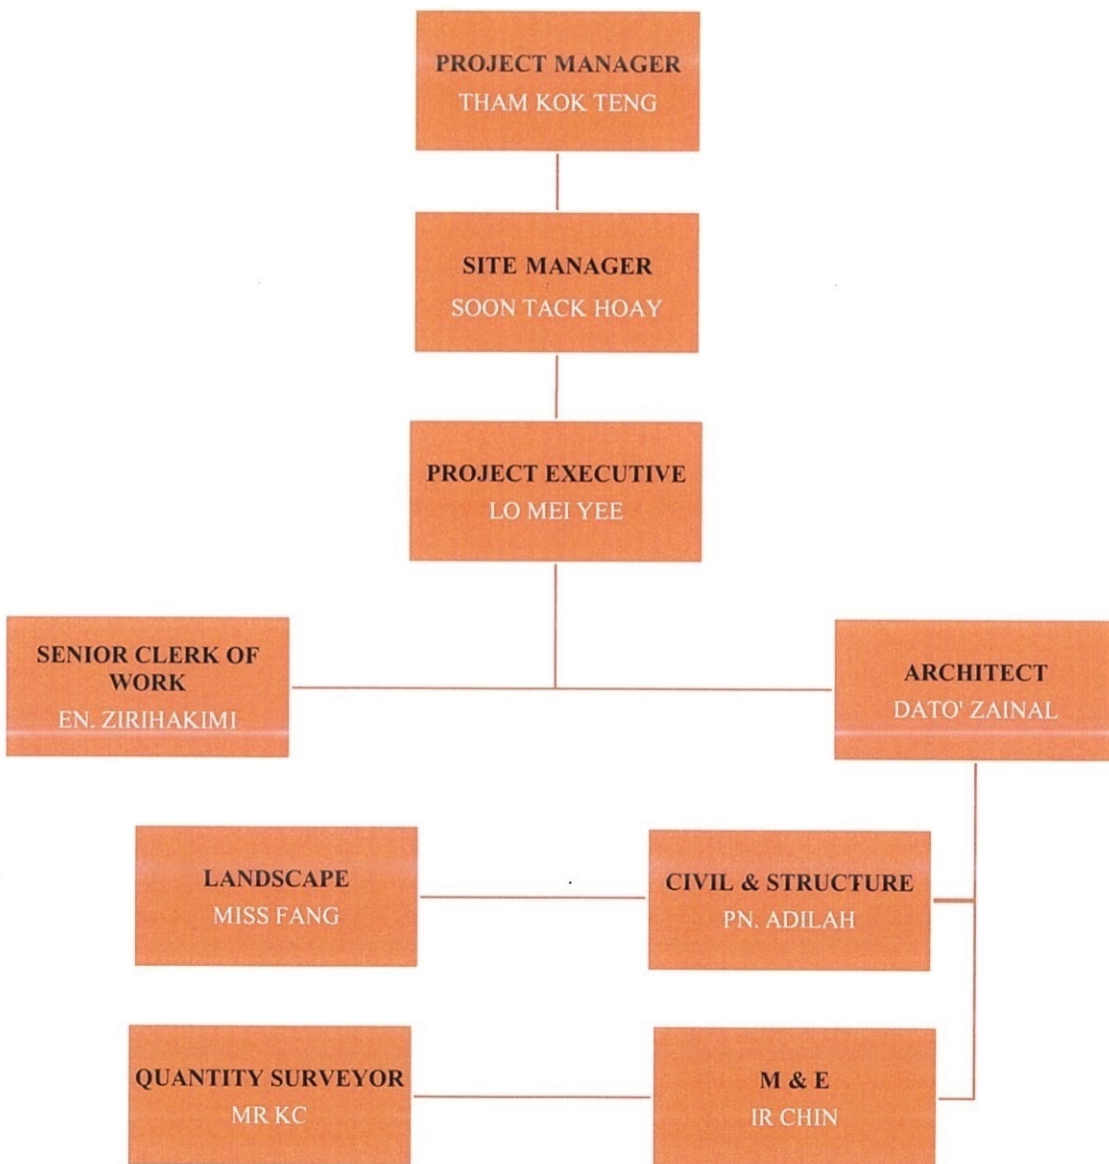 PROJECT MANAGER
THAM KOK TENG
SITE MANAGER
SOON TACK HOAY
PROJECT EXECUTIVE
LO MEI YEE
SENIOR CLERK OF
WORK
EN. ZIRIHAKIMI
ARCHITECT
DATO' ZAINAL
LANDSCAPE
MISS FANG
CIVIL & STRUCTURE
PN. ADILAH
QUANTITY SURVEYOR
MR KC
M & E
IR CHIN